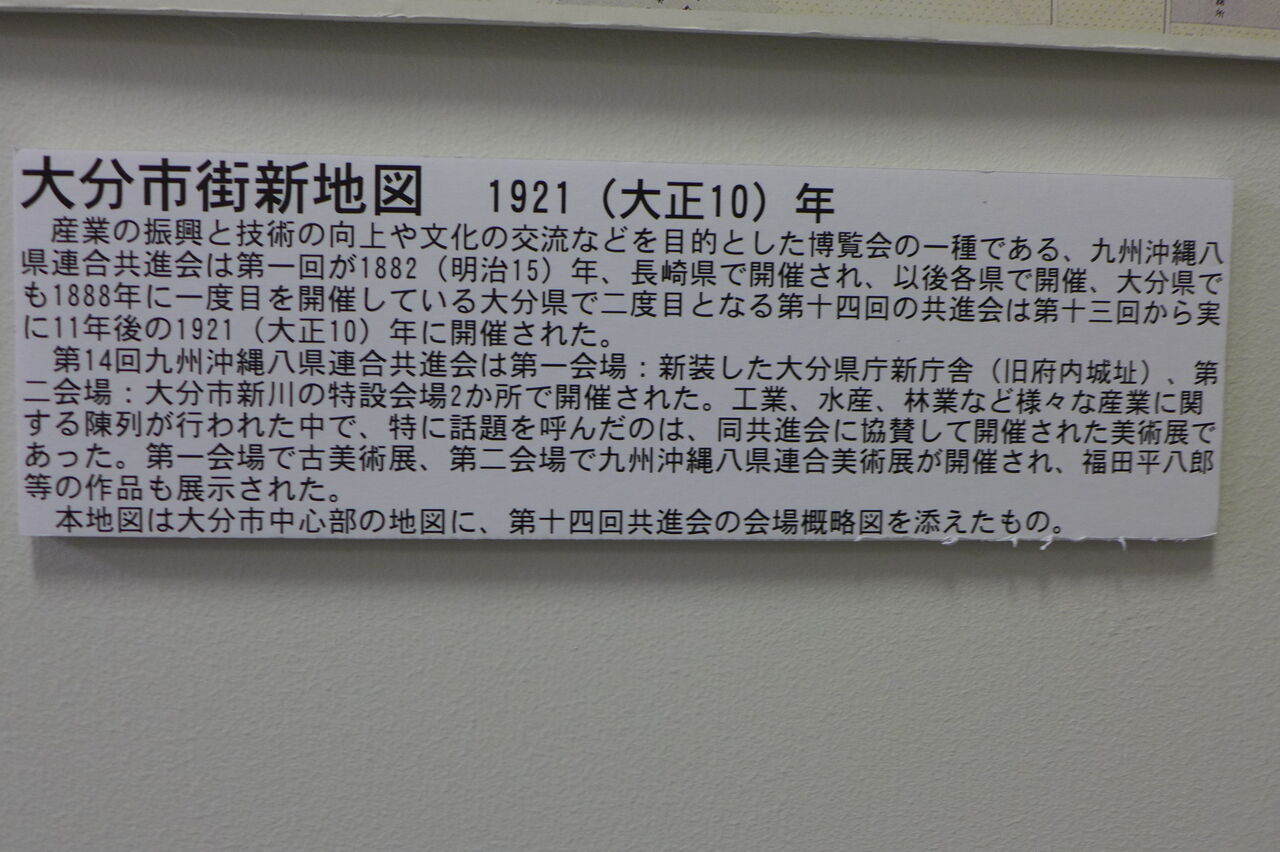 務所
大分市街新地図　1921（大正10）年
産業の振興と技術の向上や文化の交流などを目的とした博覧会の一種である、九州沖縄八
県連合共進会は第一回が1882（明治15）年、長崎県で開催され、以後各県で開催、大分県で
も1888年に一度目を開催している大分県で二度目となる第十四回の共進会は第十三回から実
に11年後の1921（大正10）年に開催された。
第14回九州沖縄八県連合共進会は第一会場：新装した大分県庁新庁舎（旧府内城址）、第
二会場：大分市新川の特設会場2か所で開催された。工業、水産、林業など様々な産業に関
する陳列が行われた中で、特に話題を呼んだのは、同共進会に協賛して開催された美術展で
あった。第一会場で古美術展、第二会場で九州沖縄八県連合美術展が開催され、福田平八郎
等の作品も展示された。
本地図は大分市中心部の地図に、第十四回共進会の会場概略図を添えたもの。